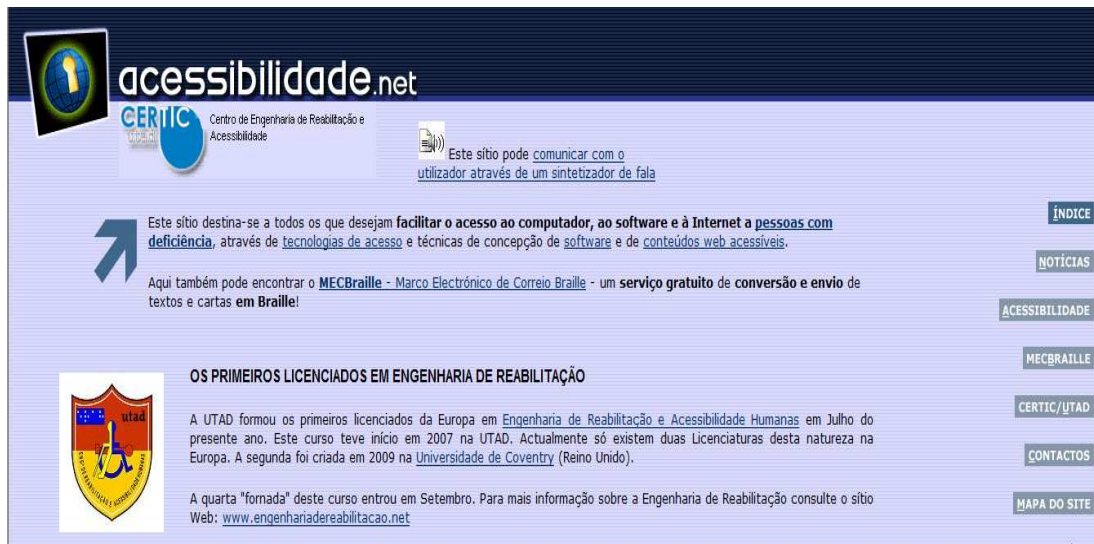 acessibilidade.net
CERTIC
utad
Centro de Engenharia de Reabilitação e
Acessibilidade
Este sítio pode comunicar com o
utilizador através de um sintetizador de fala
Este sítio destina-se a todos os que desejam facilitar o acesso ao computador, ao software e à Internet a pessoas com
deficiência, através de tecnologias de acesso e técnicas de concepção de software e de conteúdos web acessíveis.
Aqui também pode encontrar o MECBraille - Marco Electrónico de Correio Braille - um serviço gratuito de conversão e envio de
textos e cartas em Braille!
ÍNDICE
NOTÍCIAS
ACESSIBILIDADE
MECBRAILLE
CERTIC/UTAD
CONTACTOS
MAPA DO SITE
utad
ENGª DE REABILITAÇÃO E ACESSIBILIDADE HUMANAS
OS PRIMEIROS LICENCIADOS EM ENGENHARIA DE REABILITAÇÃO
A UTAD formou os primeiros licenciados da Europa em Engenharia de Reabilitação e Acessibilidade Humanas em Julho do
presente ano. Este curso teve início em 2007 na UTAD. Actualmente só existem duas Licenciaturas desta natureza na
Europa. A segunda foi criada em 2009 na Universidade de Coventry (Reino Unido).
A quarta "fornada" deste curso entrou em Setembro. Para mais informação sobre a Engenharia de Reabilitação consulte o sítio
Web: www.engenhariadereabilitacao.net